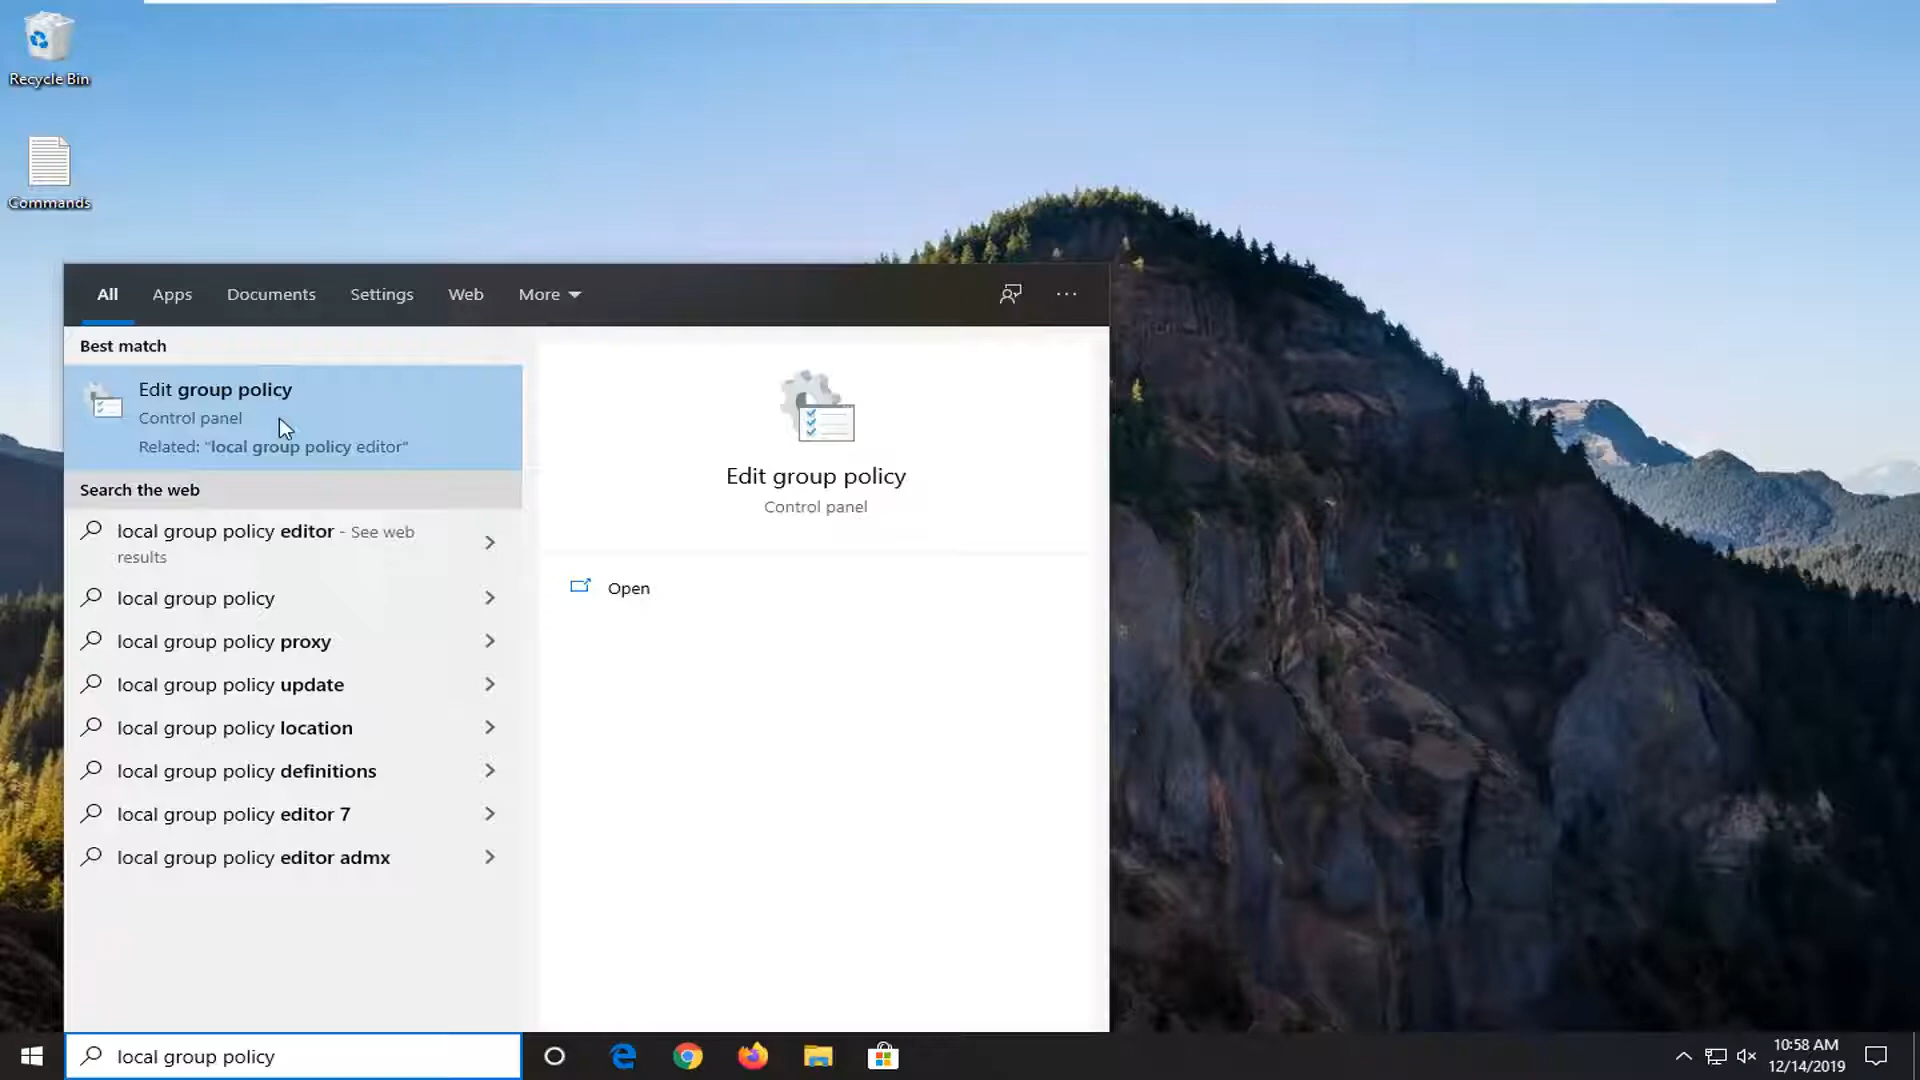 Recycle Bin
Commands
All Apps Documents Settings Web More
Best match
Edit group policy
Control panel
Related: "local group policy editor"
Search the web
local group policy editor - See web
results
local group policy
local group policy proxy
local group policy update
local group policy location
local group policy definitions
local group policy editor 7
local group policy editor admx
Edit group policy
Control panel
Open
local group policy
10:58 AM
12/14/2019